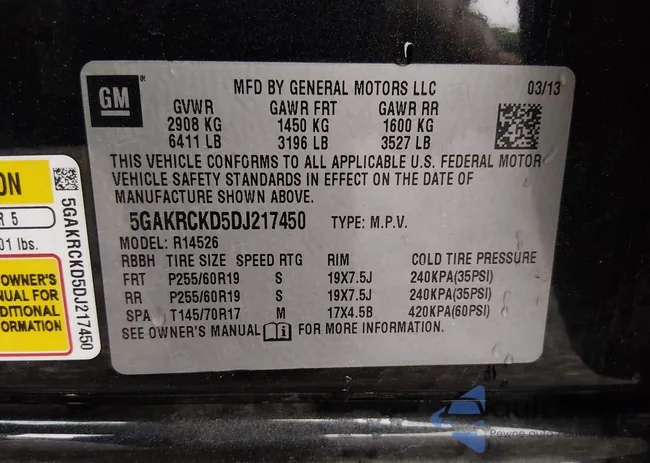 GM
MFD BY GENERAL MOTORS LLC
03/13
GVWR GAWR FRT GAWR RR
2908 KG 1450 KG 1600 KG
6411 LB 3196 LB 3527 LB
THIS VEHICLE CONFORMS TO ALL APPLICABLE U.S. FEDERAL MOTOR
VEHICLE SAFETY STANDARDS IN EFFECT ON THE DATE OF
MANUFACTURE SHOWN ABOVE.
5GAKRCKD5DJ217450 TYPE: M.P.V.
MODEL: R14526
RBBH TIRE SIZE SPEED RTG RIM COLD TIRE PRESSURE
FRT P255/60R19 S 19X7.5J 240KPA(35PSI)
RR P255/60R19 S 19X7.5J 240KPA(35PSI)
SPA T145/70R17 M 17X4.5B 420KPA(60PSI)
SEE OWNER'S MANUAL FOR MORE INFORMATION.
ON
R 5
01 lbs.
OWNER'S
NUAL FOR
DITIONAL
ORMATION
5GAKRCKD5DJ217450
Pewne auto